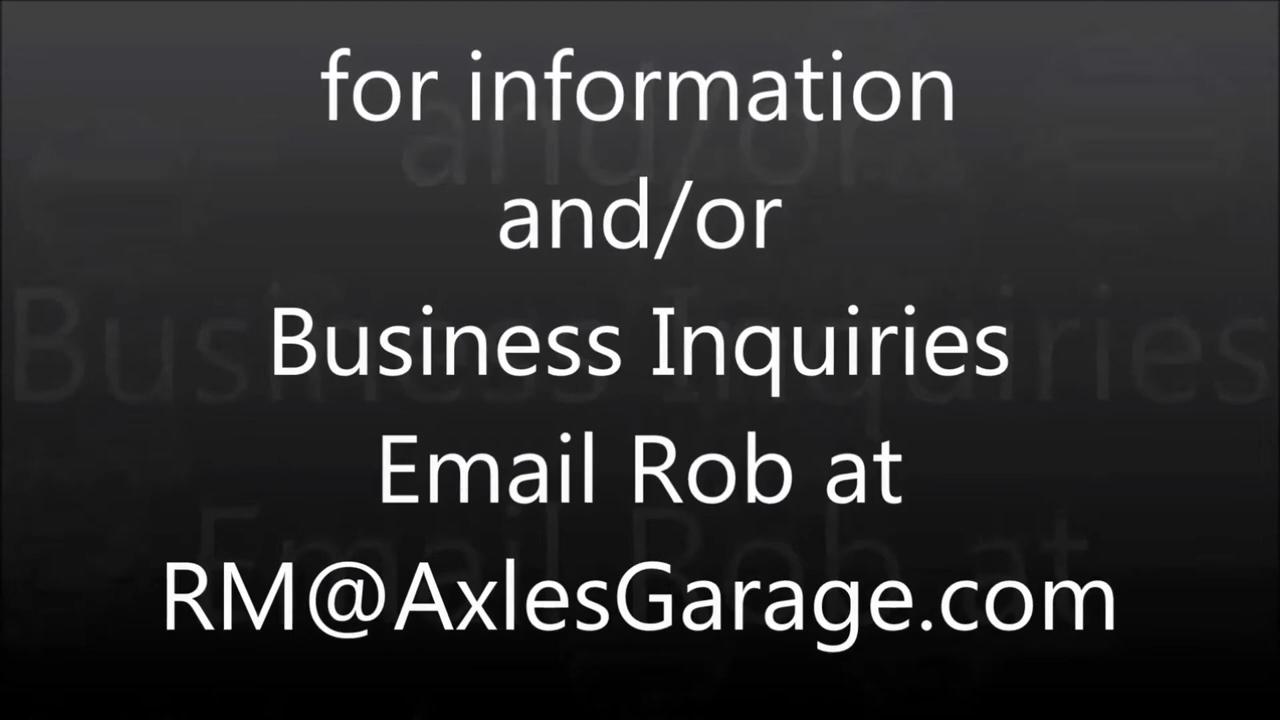 for information
and/or
Business Inquiries
Email Rob at
RM@AxlesGarage.com